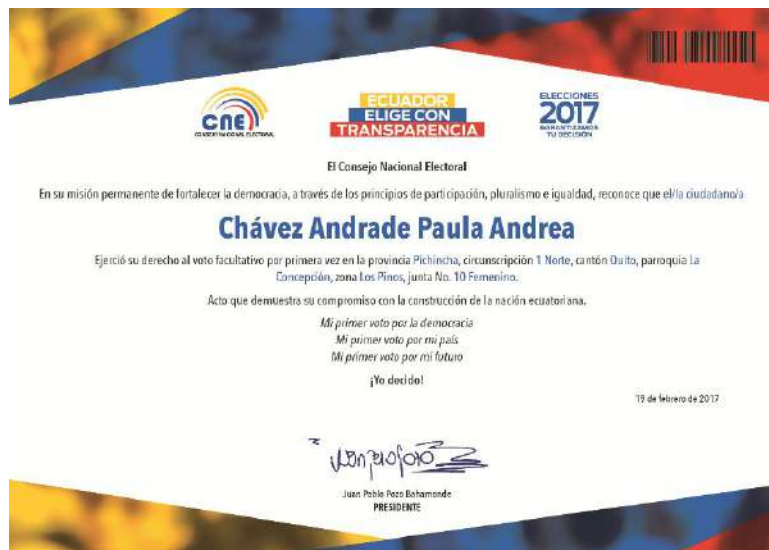 CNE
CONSEJO NACIONAL ELECTORAL
ECUADOR
ELIGE CON
TRANSPARENCIA
ELECCIONES
2017
GARANTIZAMOS
TU DECISIÓN
El Consejo Nacional Electoral
En su misión permanente de fortalecer la democracia, a través de los principios de participación, pluralismo e igualdad, reconoce que el/la ciudadano/a
Chávez Andrade Paula Andrea
Ejerció su derecho al voto facultativo por primera vez en la provincia Pichincha, circunscripción 1 Norte, cantón Quito, parroquia La
Concepción, zona Los Pinos, junta No. 10 Femenino.
Acto que demuestra su compromiso con la construcción de la nación ecuatoriana.
Mi primer voto por la democracia
Mi primer voto por mi país
Mi primer voto por mi futuro
¡Yo decido!
19 de febrero de 2017
Juan Pablo Pozo Bahamonde
PRESIDENTE